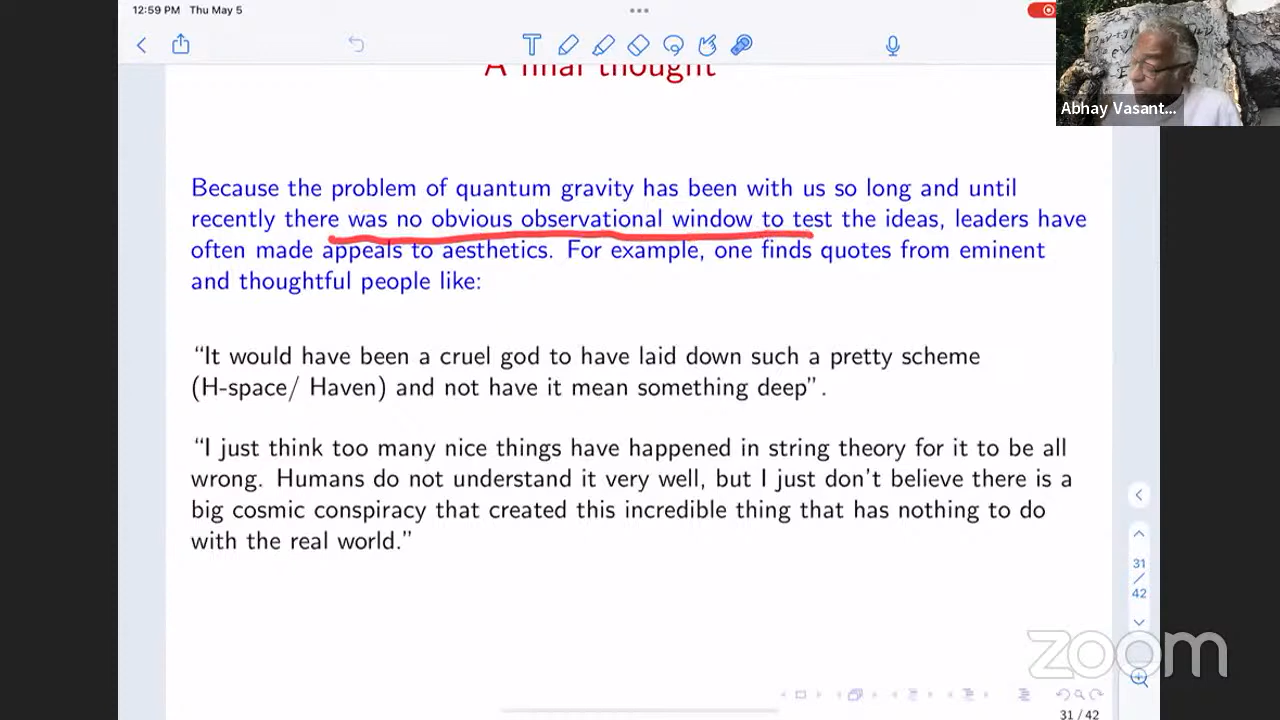 12:59 PM Thu May 5
A final thought
Abhay Vasant...
Because the problem of quantum gravity has been with us so long and until
recently there was no obvious observational window to test the ideas, leaders have
often made appeals to aesthetics. For example, one finds quotes from eminent
and thoughtful people like:
“It would have been a cruel god to have laid down such a pretty scheme
(H-space/ Haven) and not have it mean something deep”.
“I just think too many nice things have happened in string theory for it to be all
wrong. Humans do not understand it very well, but I just don’t believe there is a
big cosmic conspiracy that created this incredible thing that has nothing to do
with the real world.”
31
/
42
zoom
31 / 42